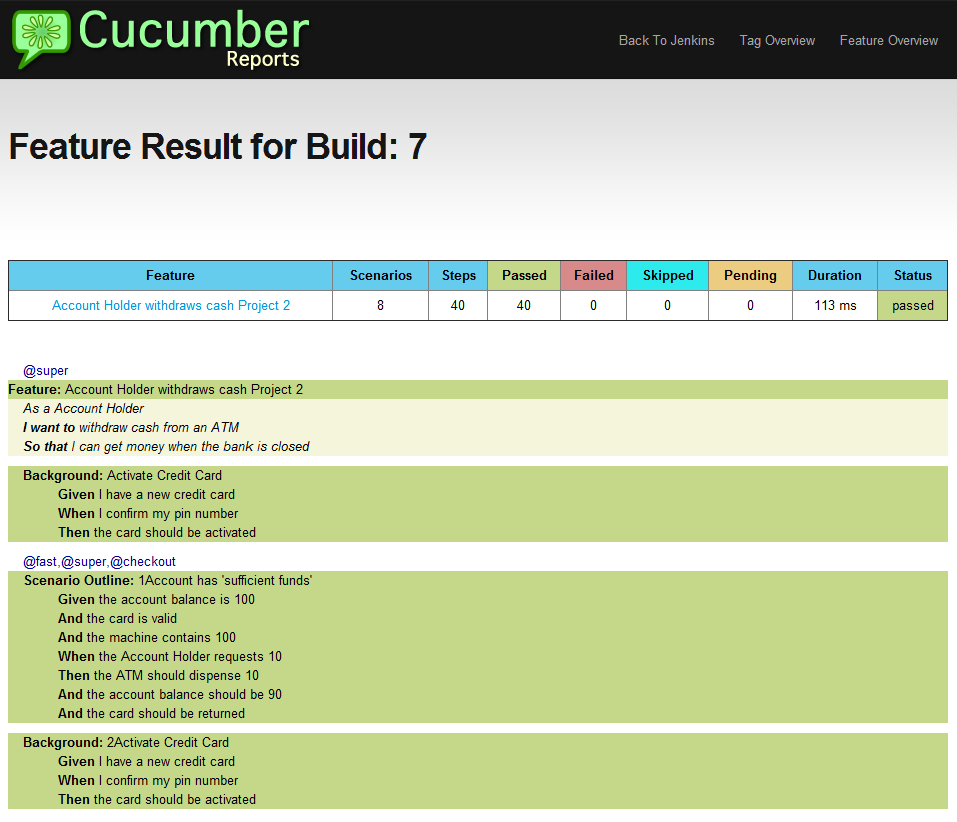 Cucumber
Reports
Back To Jenkins Tag Overview Feature Overview
Feature Result for Build: 7
Feature Scenarios Steps Passed Failed Skipped Pending Duration Status
Account Holder withdraws cash Project 2 8 40 40 0 0 0 113 ms passed
@super
Feature: Account Holder withdraws cash Project 2
As a Account Holder
I want to withdraw cash from an ATM
So that I can get money when the bank is closed
Background: Activate Credit Card
Given I have a new credit card
When I confirm my pin number
Then the card should be activated
@fast,@super,@checkout
Scenario Outline: 1Account has 'sufficient funds'
Given the account balance is 100
And the card is valid
And the machine contains 100
When the Account Holder requests 10
Then the ATM should dispense 10
And the account balance should be 90
And the card should be returned
Background: 2Activate Credit Card
Given I have a new credit card
When I confirm my pin number
Then the card should be activated